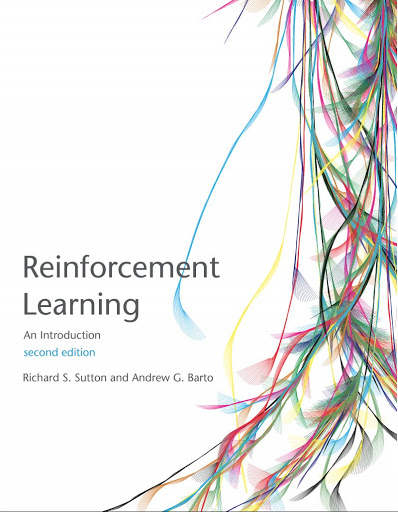 Reinforcement
Learning
An Introduction
second edition
Richard S. Sutton and Andrew G. Barto